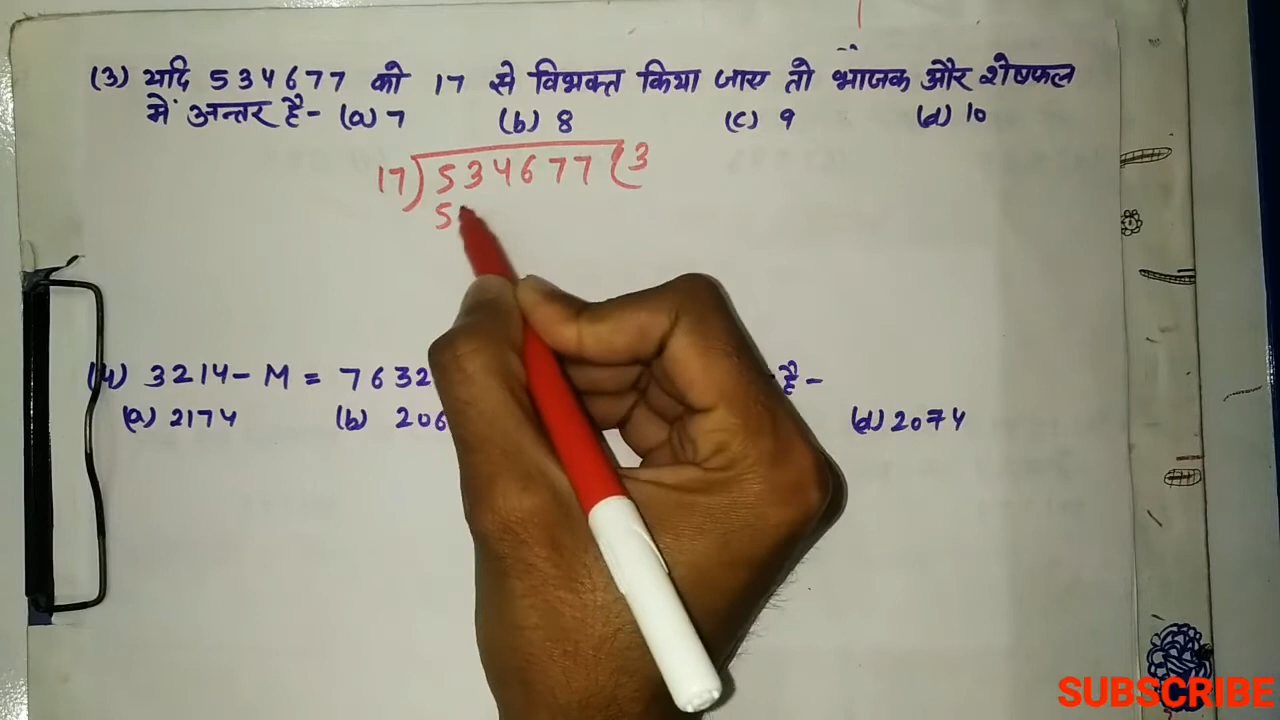 (3) यदि 534677 को 17 से विभक्त किया जाए तो भाजक और शेषफल
में अन्तर है- (a) 7 (b) 8 (c) 9 (d) 10
17) 534677 (3
5
(4) 3214- M = 7632 है-
(a) 2174 (b) 206 (d) 2074
SUBSCRIBE